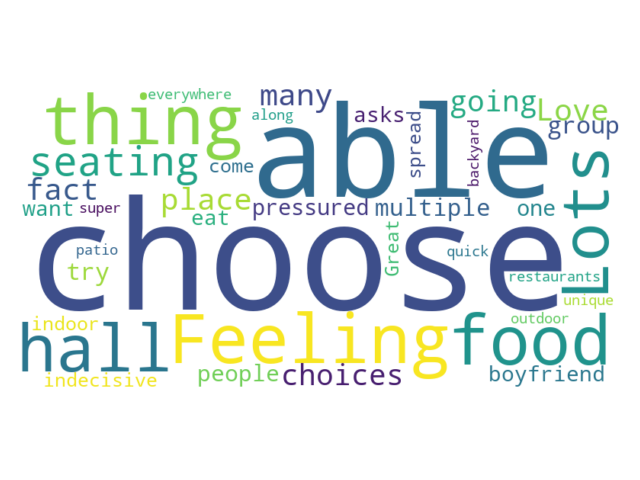 everywhere
thing
many
along
able
asks
spread
going
backyard
Love
group
seating
come
fact
want
super
place
eat
pressured
multiple
one
Lots
choose
patio
try
Great
quick
restaurants
unique
indoor
hall
Feeling
food
outdoor
indecisive
people
choices
boyfriend